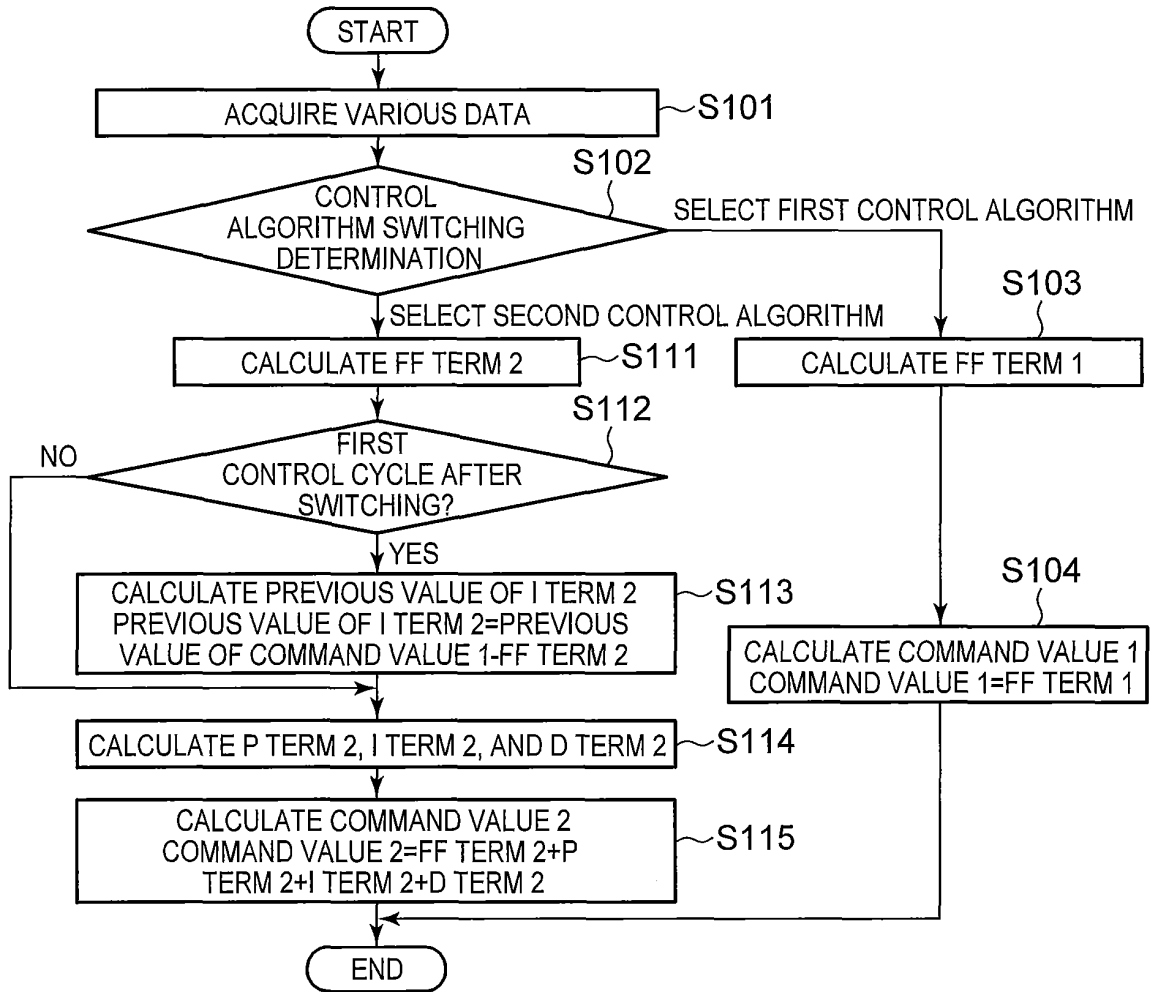 START
ACQUIRE VARIOUS DATA
S101
S102
CONTROL
ALGORITHM SWITCHING
DETERMINATION
SELECT FIRST CONTROL ALGORITHM
S103
SELECT SECOND CONTROL ALGORITHM
CALCULATE FF TERM 2
S111
CALCULATE FF TERM 1
S112
NO
FIRST
CONTROL CYCLE AFTER
SWITCHING?
YES
CALCULATE PREVIOUS VALUE OF I TERM 2
PREVIOUS VALUE OF I TERM 2=PREVIOUS
VALUE OF COMMAND VALUE 1-FF TERM 2
S113
S104
CALCULATE COMMAND VALUE 1
COMMAND VALUE 1=FF TERM 1
CALCULATE P TERM 2, I TERM 2, AND D TERM 2
S114
CALCULATE COMMAND VALUE 2
COMMAND VALUE 2=FF TERM 2+P
TERM 2+I TERM 2+D TERM 2
S115
END